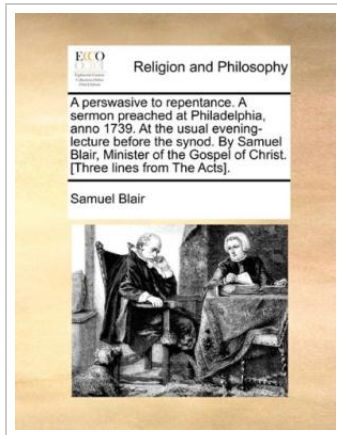 ECCO
Religion and Philosophy
A perswasive to repentance. A
sermon preached at Philadelphia,
anno 1739. At the usual evening-
lecture before the synod. By Samuel
Blair, Minister of the Gospel of Christ.
[Three lines from The Acts].
Samuel Blair